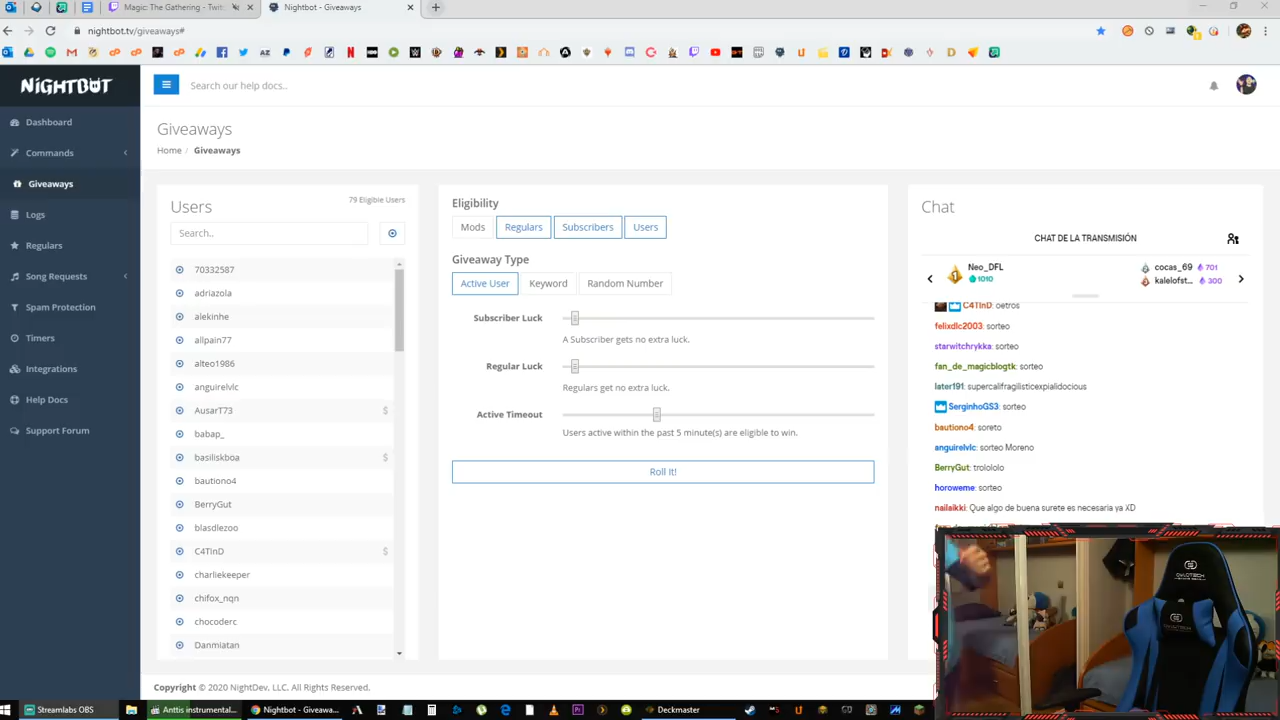 Magic: The Gathering - Twit
Nightbot - Giveaways
nightbot.tv/giveaways#
NIGHTBOT
Search our help docs..
Dashboard
Commands
Giveaways
Logs
Regulars
Song Requests
Spam Protection
Timers
Integrations
Help Docs
Support Forum
Giveaways
Home / Giveaways
Users
79 Eligible Users
Search..
70332587
adriazola
alekinhe
allpain77
alteo1986
anguirelvlc
AusarT73 $
babap_
basiliskboa $
bautiono4
BerryGut
blasdlezoo
C4TInD $
charliekeeper
chifox_nqn
chocoderc
Danmiatan
Eligibility
Mods Regulars Subscribers Users
Giveaway Type
Active User Keyword Random Number
Subscriber Luck
A Subscriber gets no extra luck.
Regular Luck
Regulars get no extra luck.
Active Timeout
Users active within the past 5 minute(s) are eligible to win.
Roll It!
Chat
CHAT DE LA TRANSMISIÓN
Neo_DFL
1010
cocas_69 701
kalelofst... 300
C4TInD: oetros
felixdlc2003: sorteo
starwitchrykka: sorteo
fan_de_magicblogtk: sorteo
later191: supercalifragilisticexpialidocious
SerginhoGS3: sorteo
bautiono4: soreto
anguirelvlc: sorteo Moreno
BerryGut: trolololo
horoweme: sorteo
nailaikki: Que algo de buena surete es necesaria ya XD
OWLOTECH
Copyright © 2020 NightDev, LLC. All Rights Reserved.
Streamlabs OBS
Anttis instrumental...
Nightbot - Giveawa...
Deckmaster